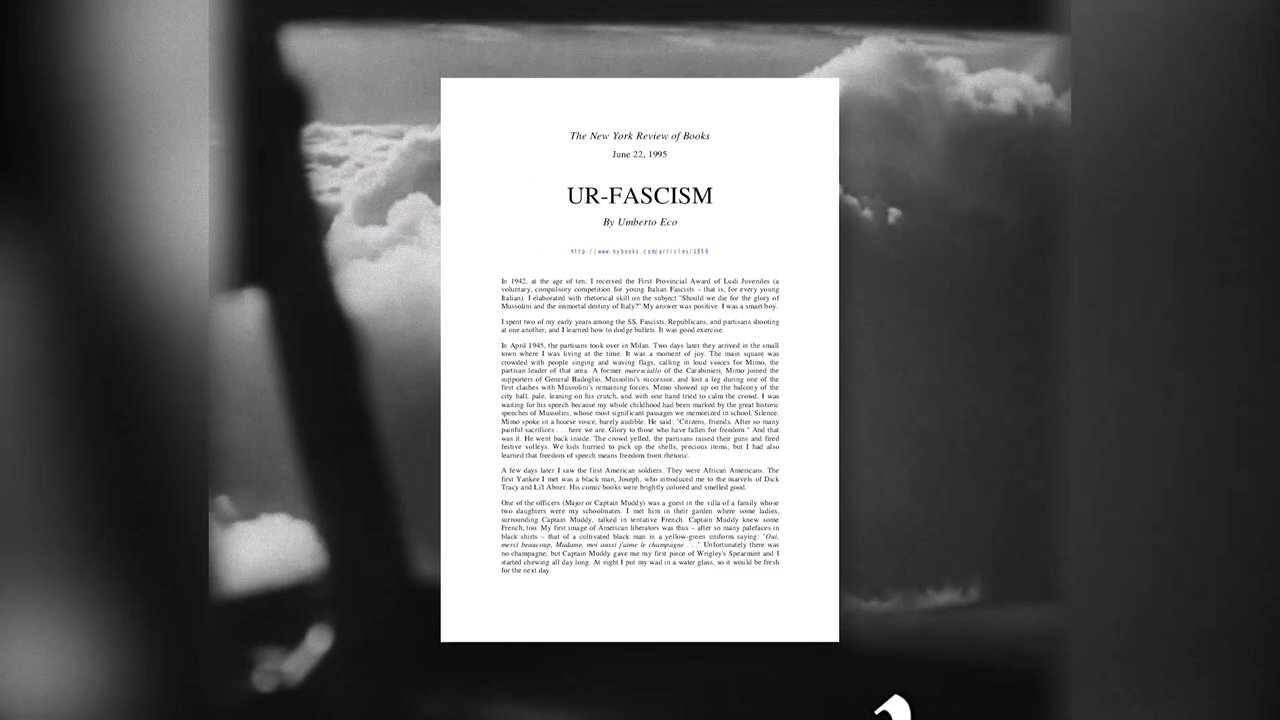 The New York Review of Books
June 22, 1995
UR-FASCISM
By Umberto Eco
http://www.nybooks.com/articles/1856
In 1942, at the age of ten, I received the First Provincial Award of Ludi Juveniles (a
voluntary, compulsory competition for young Italian Fascists – that is, for every young
Italian). I elaborated with rhetorical skill on the subject "Should we die for the glory of
Mussolini and the immortal destiny of Italy?" My answer was positive. I was a smart boy.
I spent two of my early years among the SS, Fascists, Republicans, and partisans shooting
at one another, and I learned how to dodge bullets. It was good exercise.
In April 1945, the partisans took over in Milan. Two days later they arrived in the small
town where I was living at the time. It was a moment of joy. The main square was
crowded with people singing and waving flags, calling in loud voices for Mimo, the
partisan leader of that area. A former maresciallo of the Carabinieri, Mimo joined the
supporters of General Badoglio, Mussolini's successor, and lost a leg during one of the
first clashes with Mussolini's remaining forces. Mimo showed up on the balcony of the
city hall, pale, leaning on his crutch, and with one hand tried to calm the crowd. I was
waiting for his speech because my whole childhood had been marked by the great historic
speeches of Mussolini, whose most significant passages we memorized in school. Silence.
Mimo spoke in a hoarse voice, barely audible. He said: "Citizens, friends. After so many
painful sacrifices . . . here we are. Glory to those who have fallen for freedom." And that
was it. He went back inside. The crowd yelled, the partisans raised their guns and fired
festive volleys. We kids hurried to pick up the shells, precious items, but I had also
learned that freedom of speech means freedom from rhetoric.
A few days later I saw the first American soldiers. They were African Americans. The
first Yankee I met was a black man, Joseph, who introduced me to the marvels of Dick
Tracy and Li'l Abner. His comic books were brightly colored and smelled good.
One of the officers (Major or Captain Muddy) was a guest in the villa of a family whose
two daughters were my schoolmates. I met him in their garden where some ladies,
surrounding Captain Muddy, talked in tentative French. Captain Muddy knew some
French, too. My first image of American liberators was thus – after so many palefaces in
black shirts – that of a cultivated black man in a yellow-green uniform saying: "Oui,
merci beaucoup, Madame, moi aussi j'aime le champagne . . ." Unfortunately there was
no champagne, but Captain Muddy gave me my first piece of Wrigley's Spearmint and I
started chewing all day long. At night I put my wad in a water glass, so it would be fresh
for the next day.